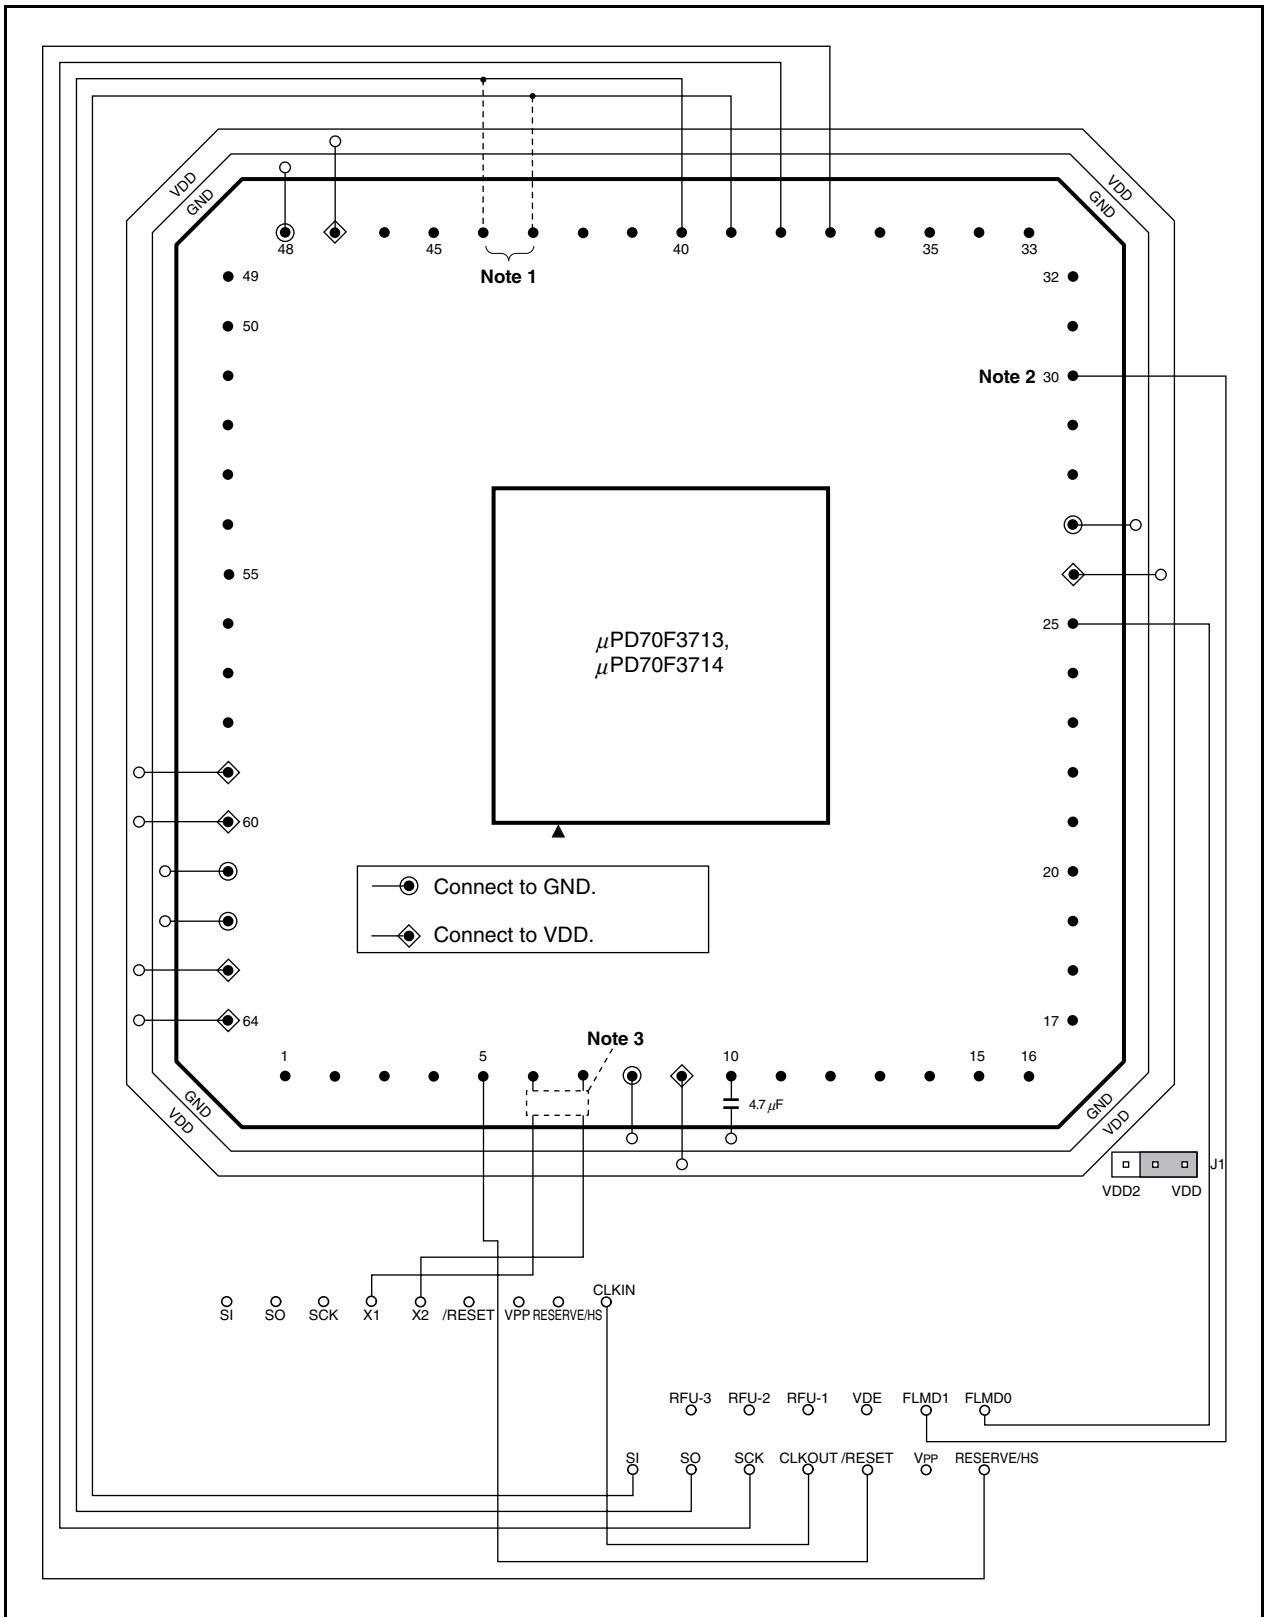 VDD
GND
VDD
GND
48
45
40
35
33
Note 1
49
50
55
60
64
32
Note 2 30
25
20
17
μPD70F3713,
μPD70F3714
Connect to GND.
Connect to VDD.
Note 3
1
5
10
15
16
4.7 μF
GND
VDD
GND
VDD
J1
VDD2
VDD
CLKIN
SI
SO
SCK
X1
X2
/RESET
VPP
RESERVE/HS
RFU-3
RFU-2
RFU-1
VDE
FLMD1
FLMD0
SI
SO
SCK
CLKOUT
/RESET
VPP
RESERVE/HS